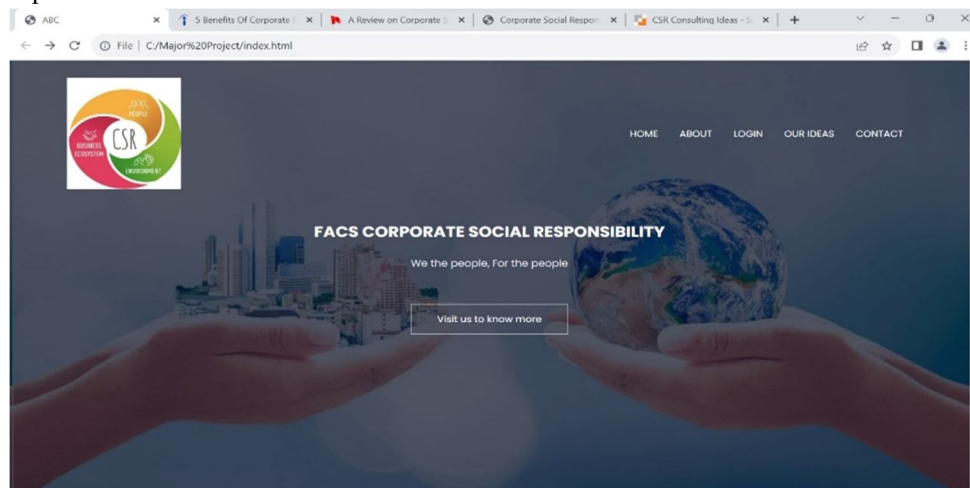 ABC
5 Benefits Of Corporate S
A Review on Corporate S
Corporate Social Respon
CSR Consulting Ideas - S
File | C:/Major%20Project/index.html
PEOPLE
CSR
BUSINESS
ECOSYSTEM
ENVIRONMENT
HOME ABOUT LOGIN OUR IDEAS CONTACT
FACS CORPORATE SOCIAL RESPONSIBILITY
We the people, For the people
Visit us to know more